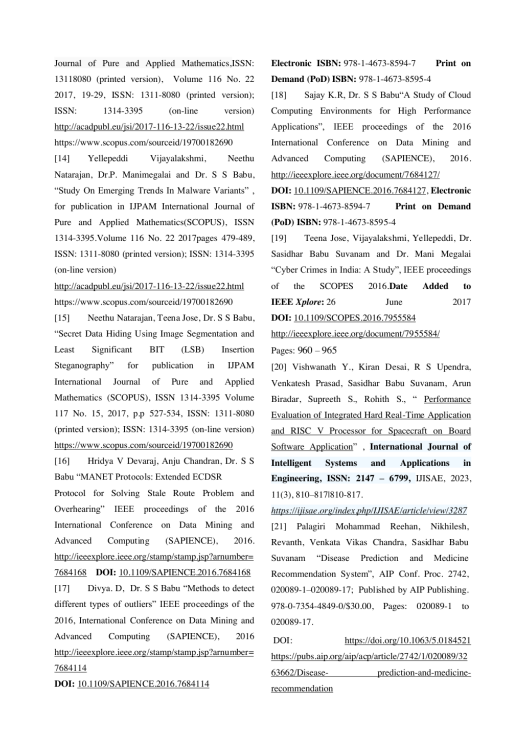 Journal of Pure and Applied Mathematics,ISSN:
13118080 (printed version), Volume 116 No. 22
2017, 19-29, ISSN: 1311-8080 (printed version);
ISSN: 1314-3395 (on-line version)
http://acadpubl.eu/jsi/2017-116-13-22/issue22.html
https://www.scopus.com/sourceid/19700182690
[14] Yellepeddi Vijayalakshmi, Neethu
Natarajan, Dr.P. Manimegalai and Dr. S S Babu,
“Study On Emerging Trends In Malware Variants” ,
for publication in IJPAM International Journal of
Pure and Applied Mathematics(SCOPUS), ISSN
1314-3395.Volume 116 No. 22 2017pages 479-489,
ISSN: 1311-8080 (printed version); ISSN: 1314-3395
(on-line version)
http://acadpubl.eu/jsi/2017-116-13-22/issue22.html
https://www.scopus.com/sourceid/19700182690
[15] Neethu Natarajan, Teena Jose, Dr. S S Babu,
“Secret Data Hiding Using Image Segmentation and
Least Significant BIT (LSB) Insertion
Steganography” for publication in IJPAM
International Journal of Pure and Applied
Mathematics (SCOPUS), ISSN 1314-3395 Volume
117 No. 15, 2017, p.p 527-534, ISSN: 1311-8080
(printed version); ISSN: 1314-3395 (on-line version)
https://www.scopus.com/sourceid/19700182690
[16] Hridya V Devaraj, Anju Chandran, Dr. S S
Babu “MANET Protocols: Extended ECDSR
Protocol for Solving Stale Route Problem and
Overhearing” IEEE proceedings of the 2016
International Conference on Data Mining and
Advanced Computing (SAPIENCE), 2016.
http://ieeexplore.ieee.org/stamp/stamp.jsp?arnumber=
7684168 DOI: 10.1109/SAPIENCE.2016.7684168
[17] Divya. D, Dr. S S Babu “Methods to detect
different types of outliers” IEEE proceedings of the
2016, International Conference on Data Mining and
Advanced Computing (SAPIENCE), 2016
http://ieeexplore.ieee.org/stamp/stamp.jsp?arnumber=
7684114
DOI: 10.1109/SAPIENCE.2016.7684114
Electronic ISBN: 978-1-4673-8594-7 Print on
Demand (PoD) ISBN: 978-1-4673-8595-4
[18] Sajay K.R, Dr. S S Babu“A Study of Cloud
Computing Environments for High Performance
Applications”, IEEE proceedings of the 2016
International Conference on Data Mining and
Advanced Computing (SAPIENCE), 2016.
http://ieeexplore.ieee.org/document/7684127/
DOI: 10.1109/SAPIENCE.2016.7684127, Electronic
ISBN: 978-1-4673-8594-7 Print on Demand
(PoD) ISBN: 978-1-4673-8595-4
[19] Teena Jose, Vijayalakshmi, Yellepeddi, Dr.
Sasidhar Babu Suvanam and Dr. Mani Megalai
“Cyber Crimes in India: A Study”, IEEE proceedings
of the SCOPES 2016.Date Added to
IEEE Xplore: 26 June 2017
DOI: 10.1109/SCOPES.2016.7955584
http://ieeexplore.ieee.org/document/7955584/
Pages: 960 – 965
[20] Vishwanath Y., Kiran Desai, R S Upendra,
Venkatesh Prasad, Sasidhar Babu Suvanam, Arun
Biradar, Supreeth S., Rohith S., “ Performance
Evaluation of Integrated Hard Real-Time Application
and RISC V Processor for Spacecraft on Board
Software Application” , International Journal of
Intelligent Systems and Applications in
Engineering, ISSN: 2147 – 6799, IJISAE, 2023,
11(3), 810–817|810-817.
https://ijisae.org/index.php/IJISAE/article/view/3287
[21] Palagiri Mohammad Reehan, Nikhilesh,
Revanth, Venkata Vikas Chandra, Sasidhar Babu
Suvanam “Disease Prediction and Medicine
Recommendation System”, AIP Conf. Proc. 2742,
020089-1–020089-17; Published by AIP Publishing.
978-0-7354-4849-0/$30.00, Pages: 020089-1 to
020089-17.
DOI: https://doi.org/10.1063/5.0184521
https://pubs.aip.org/aip/acp/article/2742/1/020089/32
63662/Disease- prediction-and-medicine-
recommendation